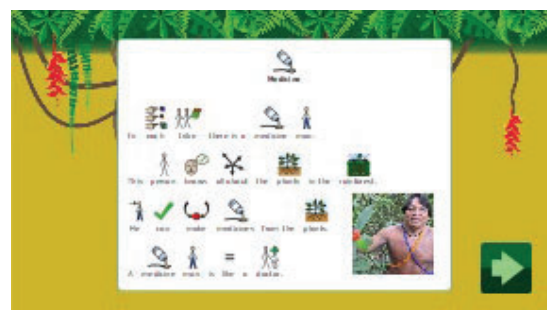 Medicine
In each tribe there is a medicine man.
This person knows all about the plants in the rainforest.
He can make medicines from the plants.
A medicine man is like a doctor.